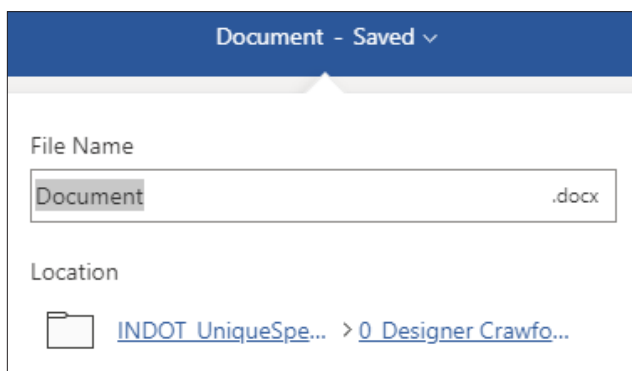 Document - Saved
File Name
Document .docx
Location
INDOT_UniqueSpe... > 0_Designer Crawfo...